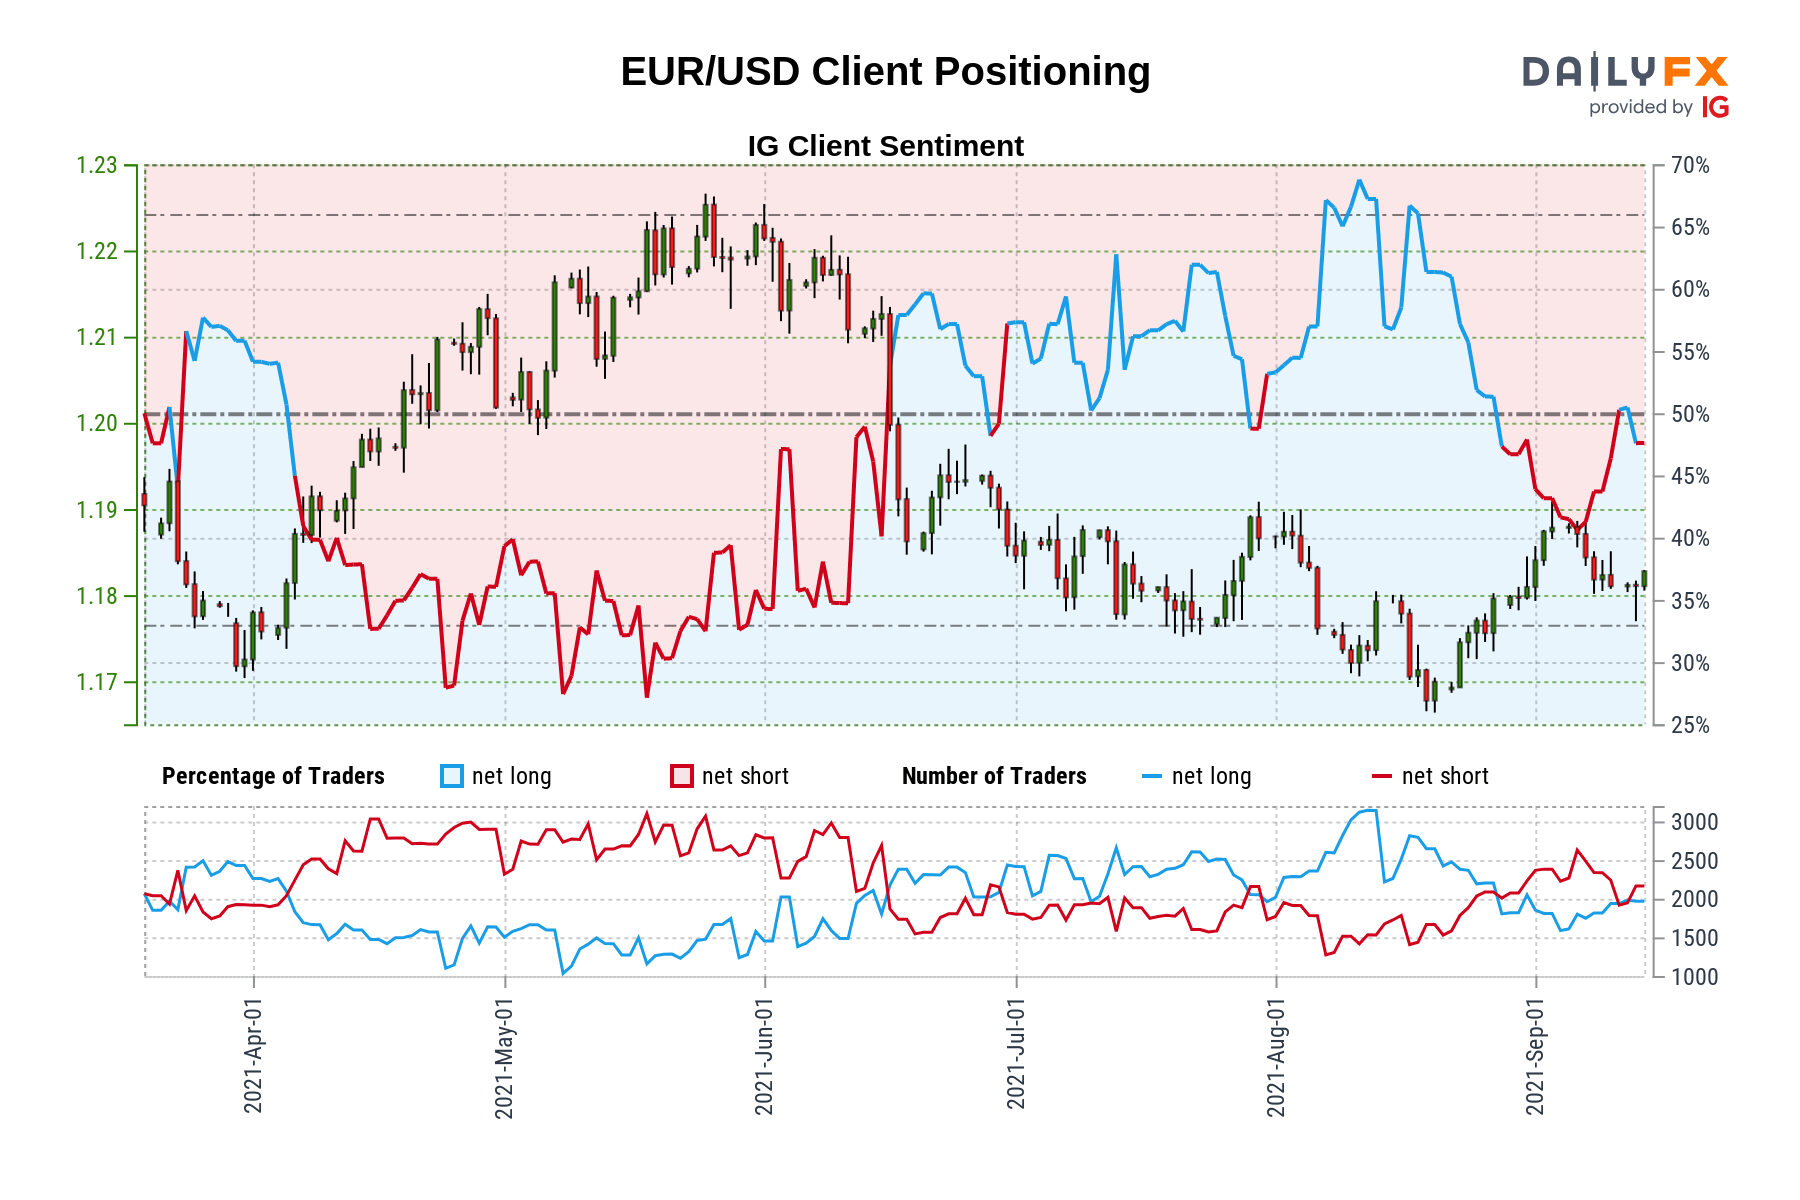 EUR/USD Client Positioning
DAILYFX
provided by IG
IG Client Sentiment
1.23
1.22
1.21
1.20
1.19
1.18
1.17
70%
65%
60%
55%
50%
45%
40%
35%
30%
25%
Percentage of Traders net long net short Number of Traders net long net short
3000
2500
2000
1500
1000
2021-Apr-01
2021-May-01
2021-Jun-01
2021-Jul-01
2021-Aug-01
2021-Sep-01